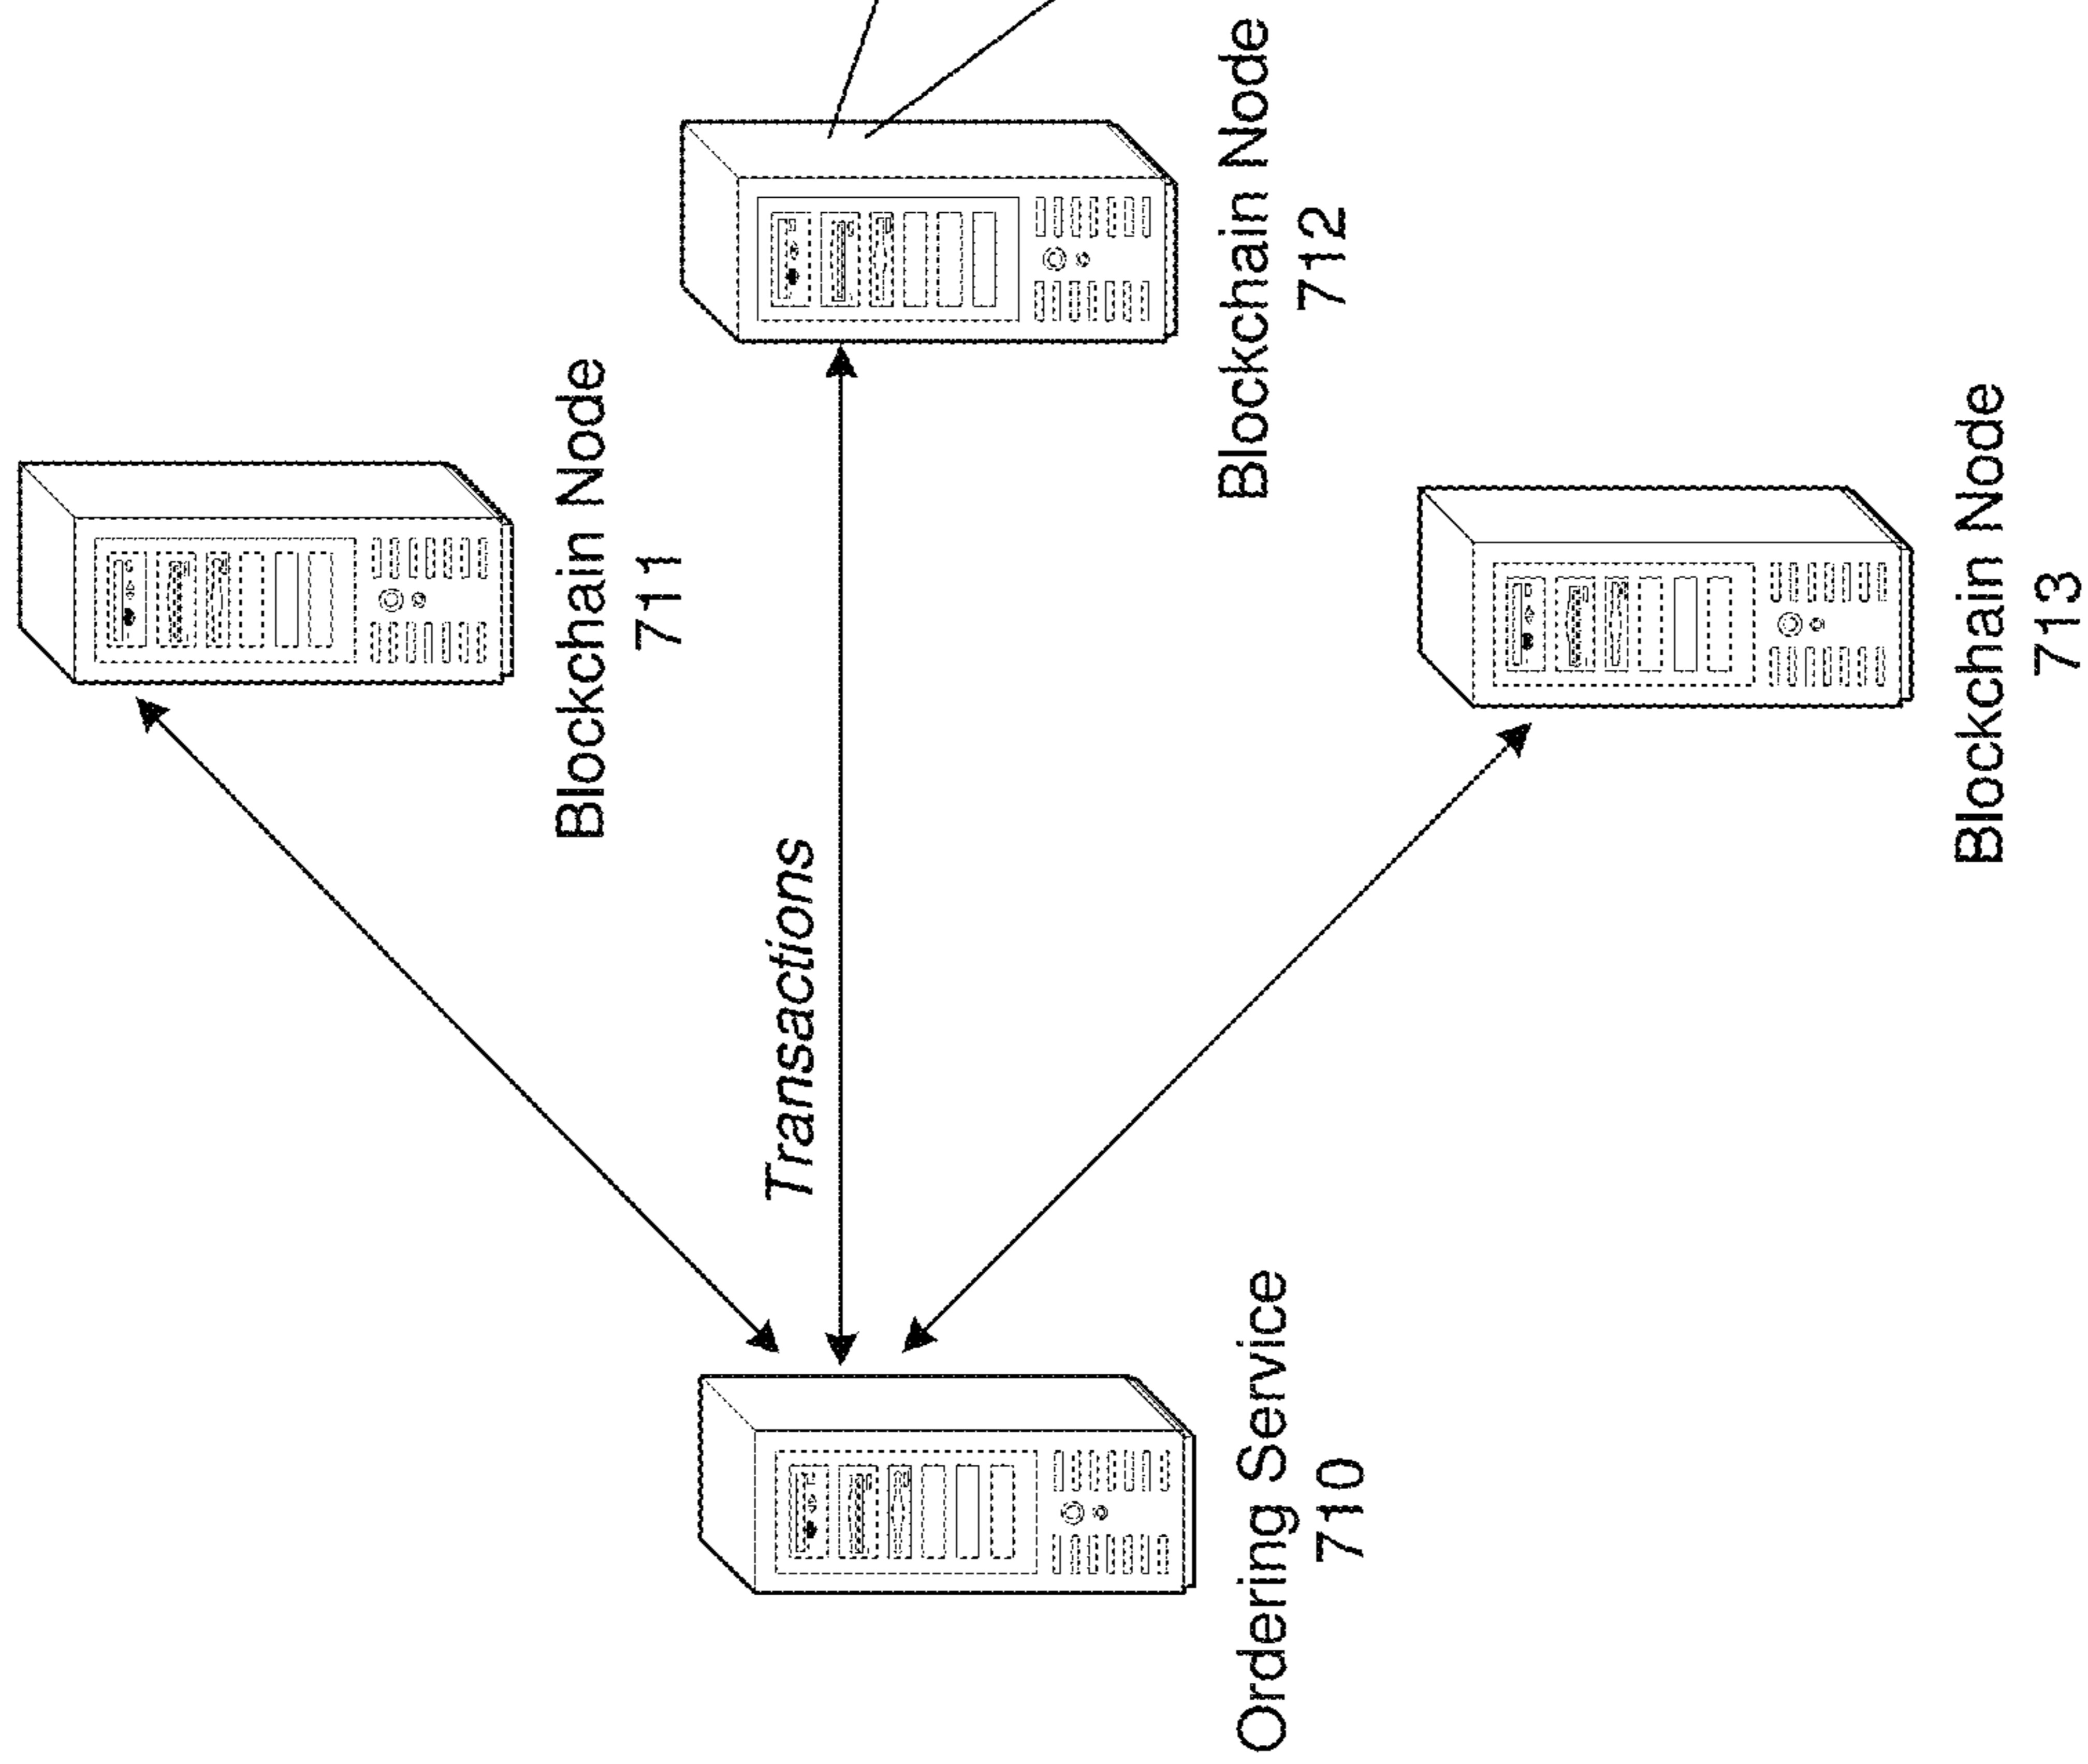 Blockchain Node
711
Transactions
Ordering Service
710
Blockchain Node
712
Blockchain Node
713